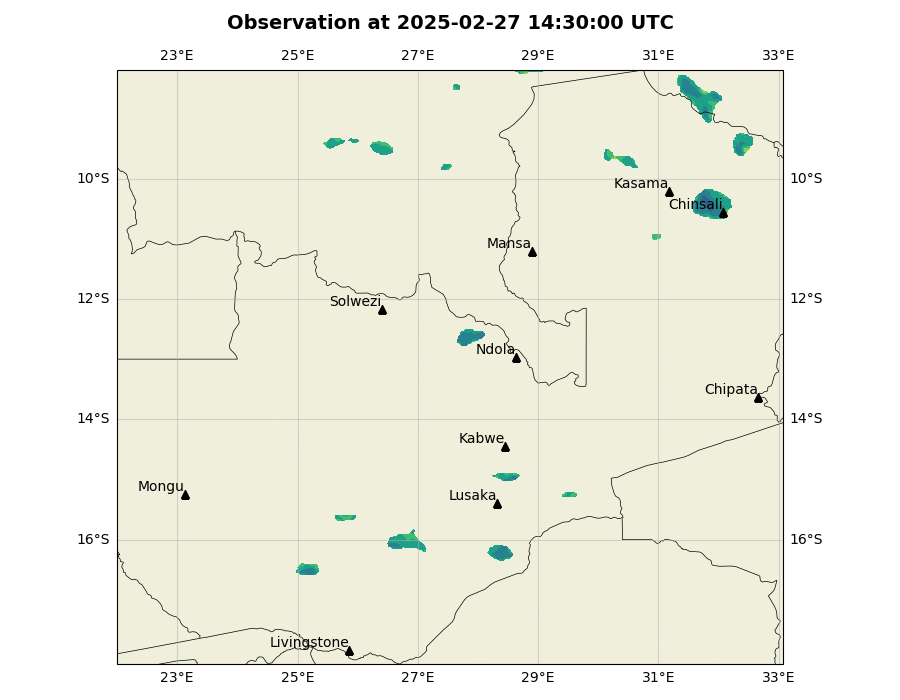 Observation at 2025-02-27 14:30:00 UTC
23°E 25°E 27°E 29°E 31°E 33°E
10°S 10°S
Kasama
Chinsali
Mansa
12°S 12°S
Solwezi
Ndola
Chipata
14°S 14°S
Kabwe
Mongu
Lusaka
16°S 16°S
Livingstone
23°E 25°E 27°E 29°E 31°E 33°E